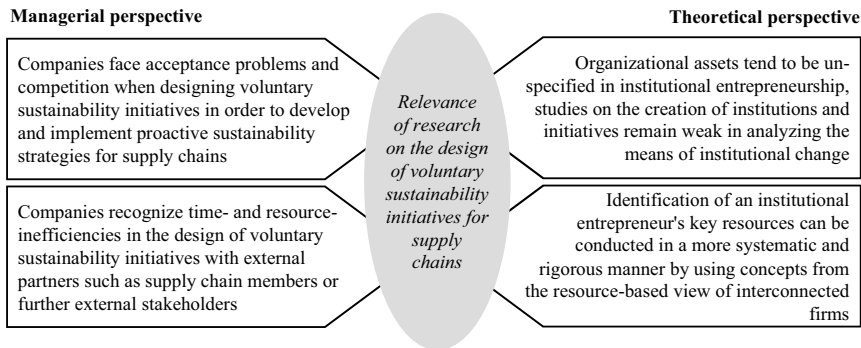 Managerial perspective
Theoretical perspective
Companies face acceptance problems and
competition when designing voluntary
sustainability initiatives in order to develop
and implement proactive sustainability
strategies for supply chains
Companies recognize time- and resource-
inefficiencies in the design of voluntary
sustainability initiatives with external
partners such as supply chain members or
further external stakeholders
Relevance
of research
on the design
of voluntary
sustainability
initiatives for
supply
chains
Organizational assets tend to be un-
specified in institutional entrepreneurship,
studies on the creation of institutions and
initiatives remain weak in analyzing the
means of institutional change
Identification of an institutional
entrepreneur's key resources can be
conducted in a more systematic and
rigorous manner by using concepts from
the resource-based view of interconnected
firms